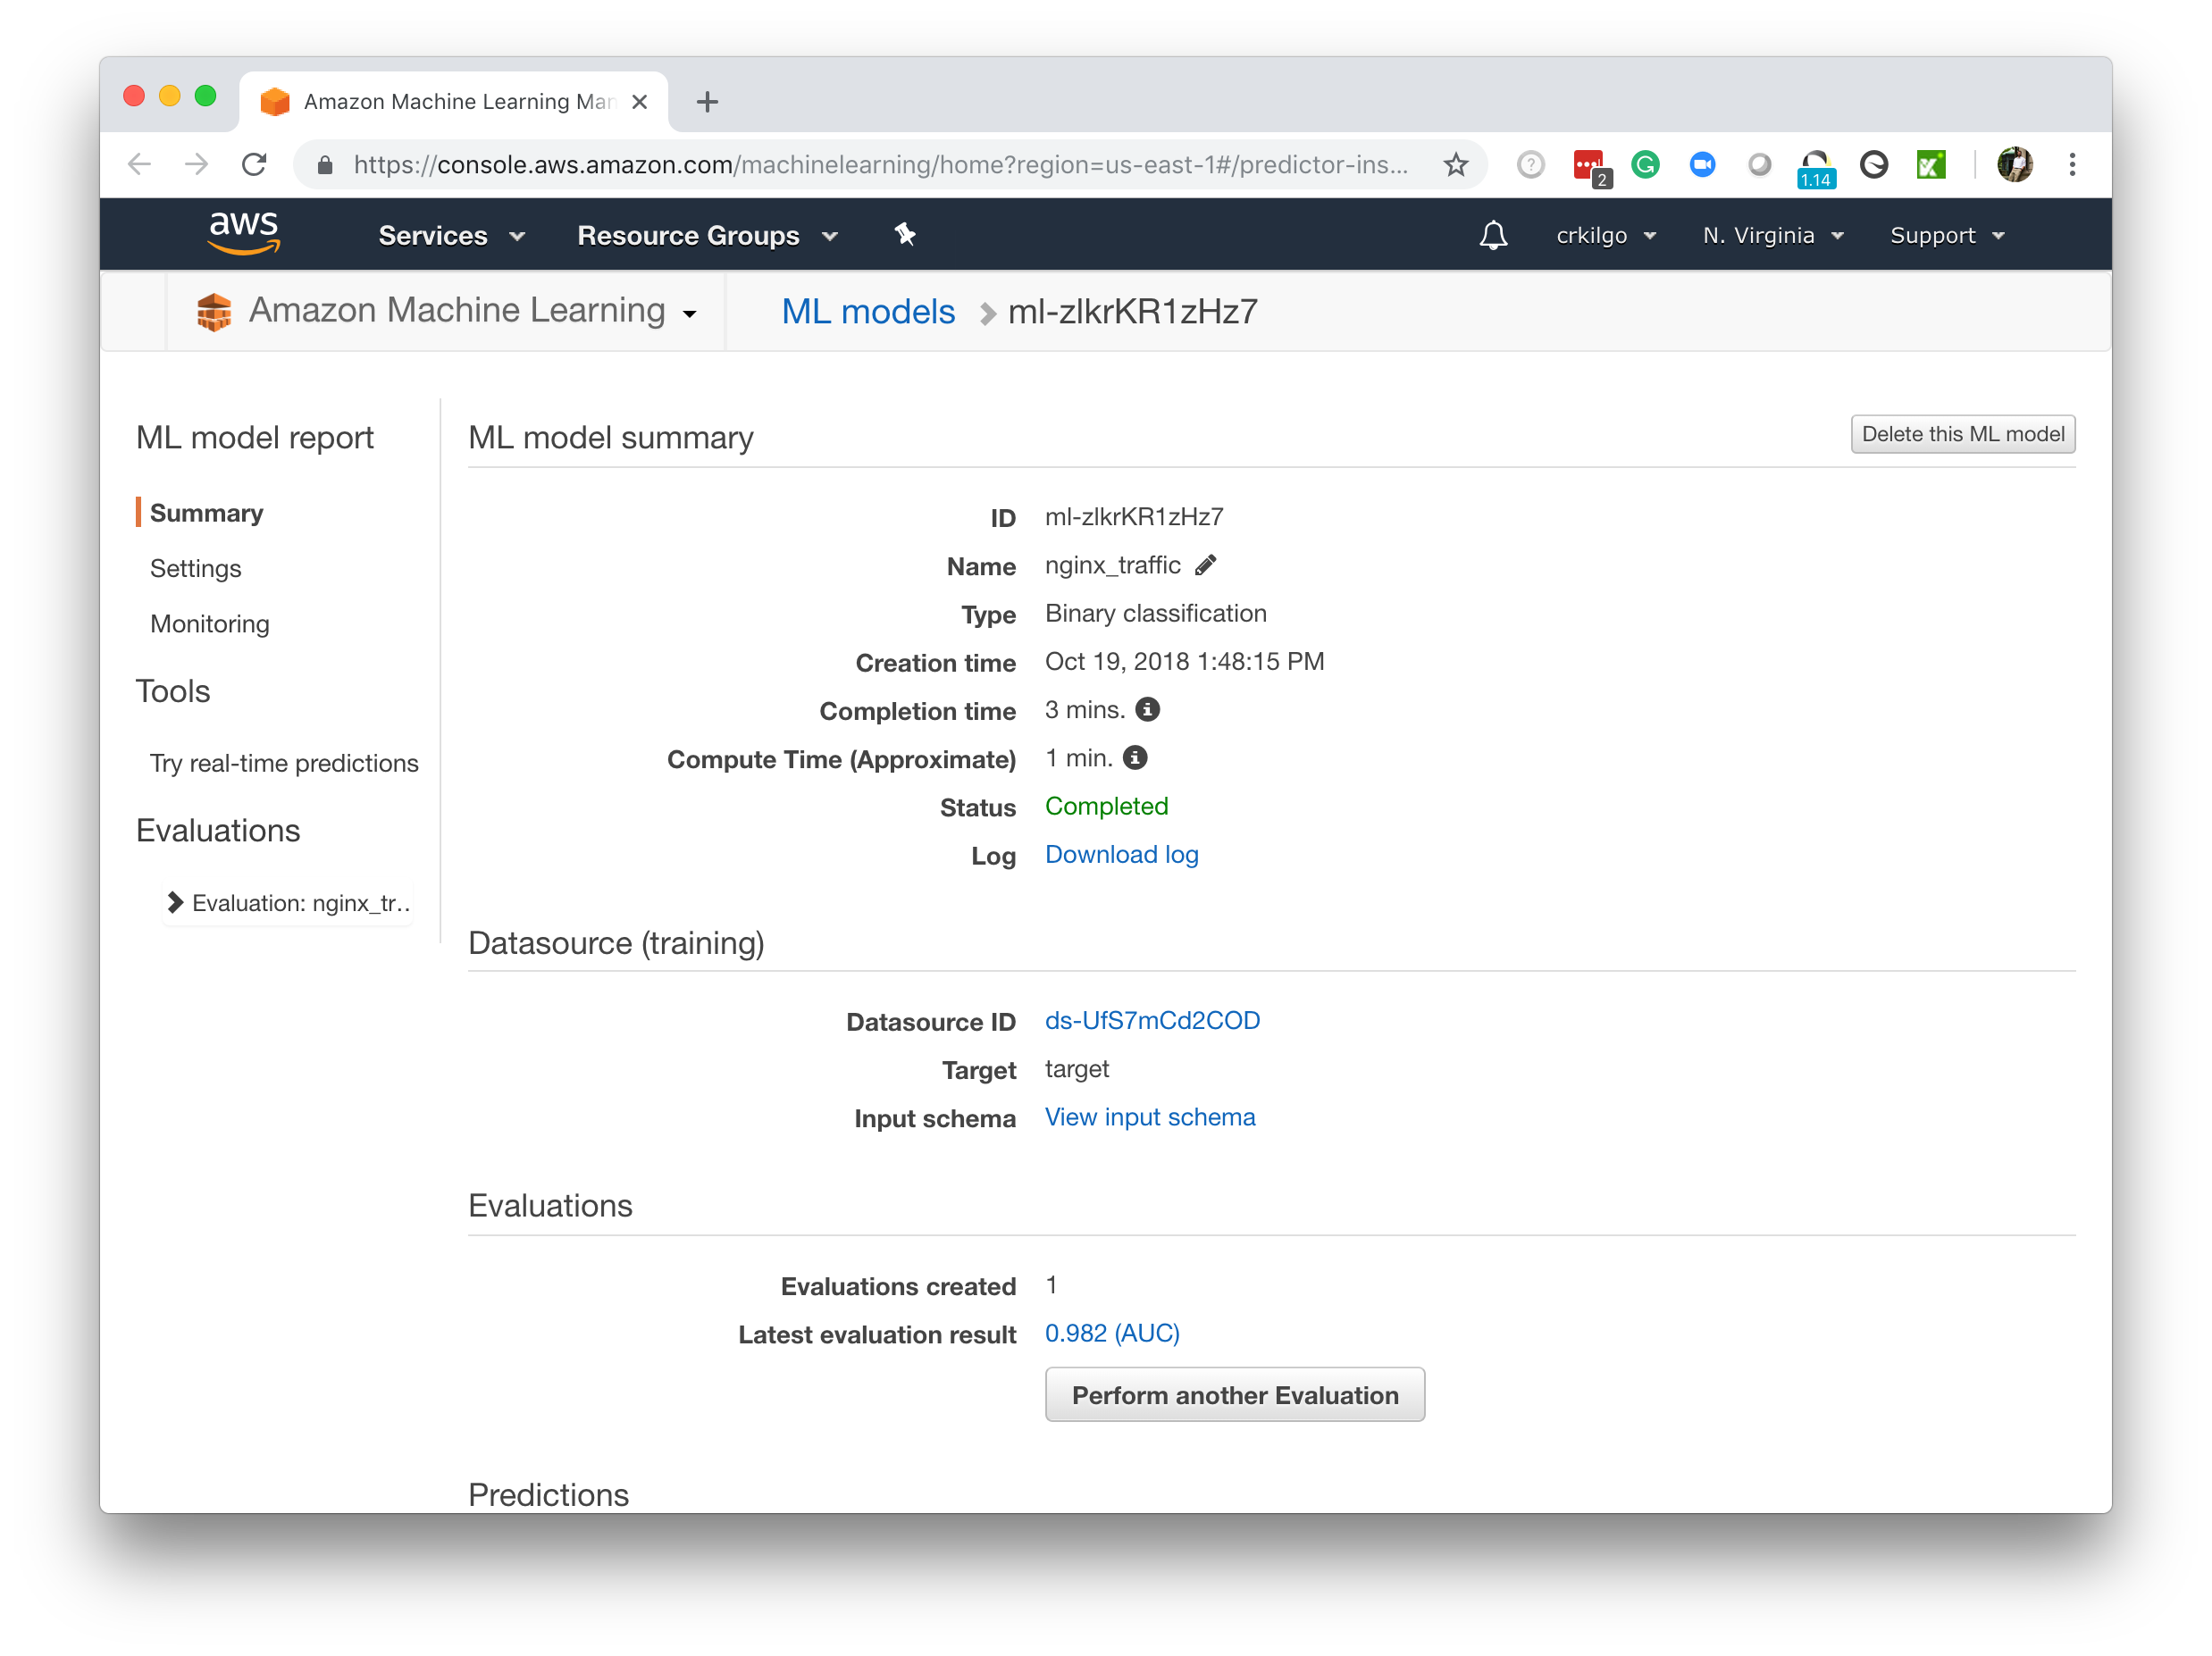 Amazon Machine Learning Man
https://console.aws.amazon.com/machinelearning/home?region=us-east-1#/predictor-ins...
2
1.14
aws
Services
Resource Groups
crkilgo
N. Virginia
Support
Amazon Machine Learning
ML models
ml-zlkrKR1zHz7
ML model report
Summary
Settings
Monitoring
Tools
Try real-time predictions
Evaluations
Evaluation: nginx_tr..
ML model summary
Delete this ML model
ID ml-zlkrKR1zHz7
Name nginx_traffic
Type Binary classification
Creation time Oct 19, 2018 1:48:15 PM
Completion time 3 mins.
Compute Time (Approximate) 1 min.
Status Completed
Log Download log
Datasource (training)
Datasource ID ds-UfS7mCd2COD
Target target
Input schema View input schema
Evaluations
Evaluations created 1
Latest evaluation result 0.982 (AUC)
Perform another Evaluation
Predictions